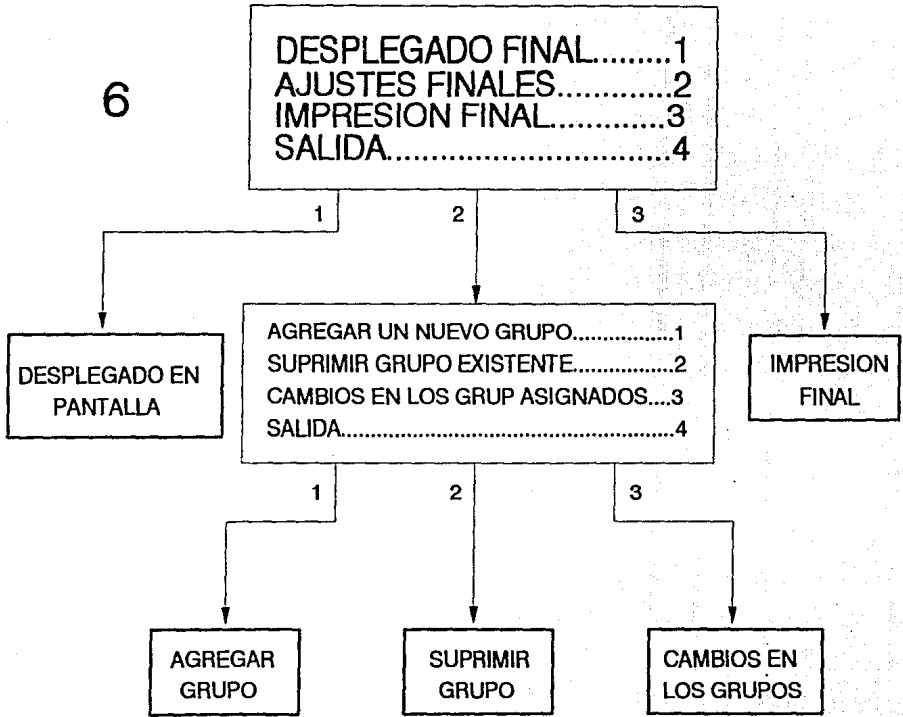 6
DESPLEGADO FINAL.........1
AJUSTES FINALES.............2
IMPRESION FINAL............3
SALIDA................................4
1
2
3
AGREGAR UN NUEVO GRUPO.................1
SUPRIMIR GRUPO EXISTENTE................2
CAMBIOS EN LOS GRUP ASIGNADOS....3
SALIDA.......................................................4
DESPLEGADO EN
PANTALLA
IMPRESION
FINAL
1
2
3
AGREGAR
GRUPO
SUPRIMIR
GRUPO
CAMBIOS EN
LOS GRUPOS